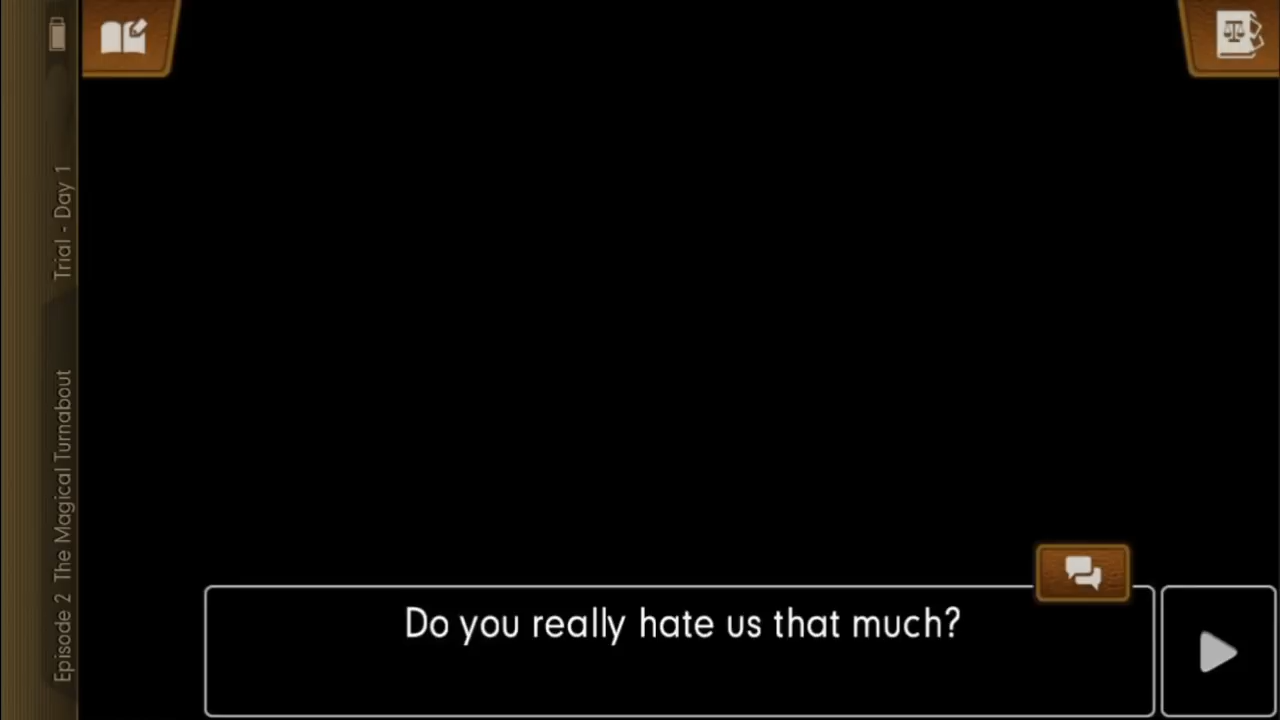 Trial - Day 1
Episode 2 The Magical Turnabout
Do you really hate us that much?